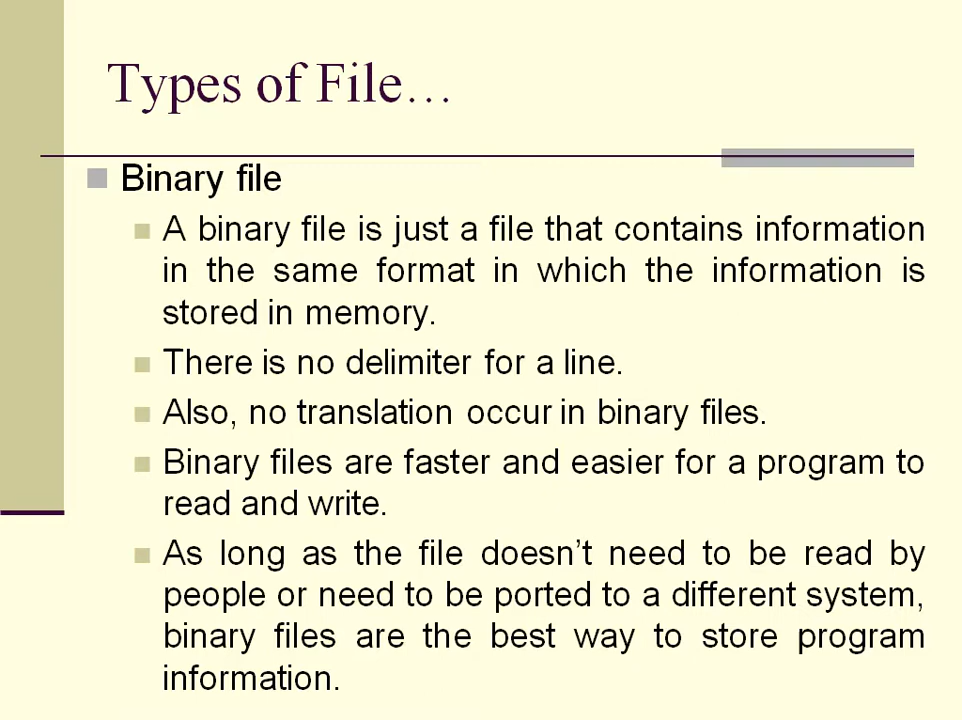 Types of File…
Binary file
A binary file is just a file that contains information
in the same format in which the information is
stored in memory.
There is no delimiter for a line.
Also, no translation occur in binary files.
Binary files are faster and easier for a program to
read and write.
As long as the file doesn’t need to be read by
people or need to be ported to a different system,
binary files are the best way to store program
information.